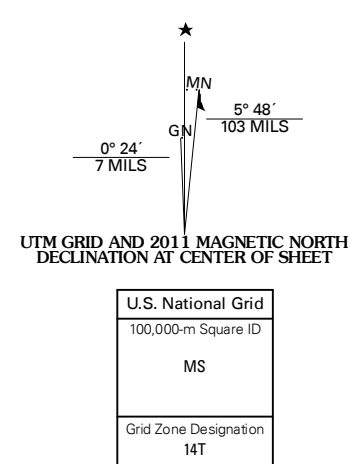 MN
5° 48´
103 MILS
GN
0° 24´
7 MILS
UTM GRID AND 2011 MAGNETIC NORTH
DECLINATION AT CENTER OF SHEET
U.S. National Grid
100,000-m Square ID
MS
Grid Zone Designation
14T